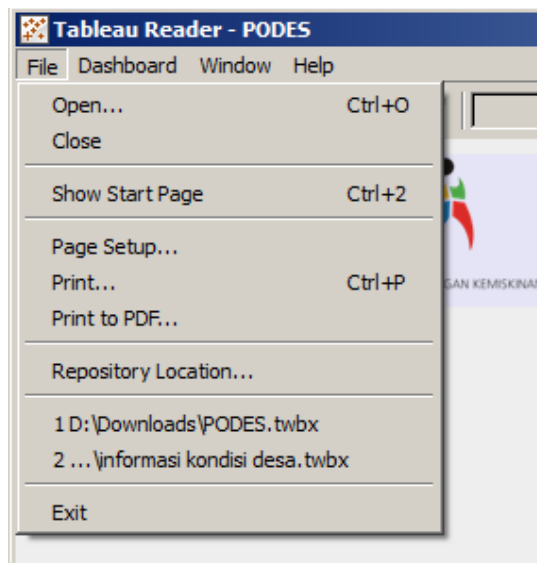 Tableau Reader - PODES
File Dashboard Window Help
Open... Ctrl+O
Close
Show Start Page Ctrl+2
Page Setup...
Print... Ctrl+P
GAN KEMISKINAN
Print to PDF...
Repository Location...
1 D:\Downloads\PODES.twbx
2 ...\informasi kondisi desa.twbx
Exit